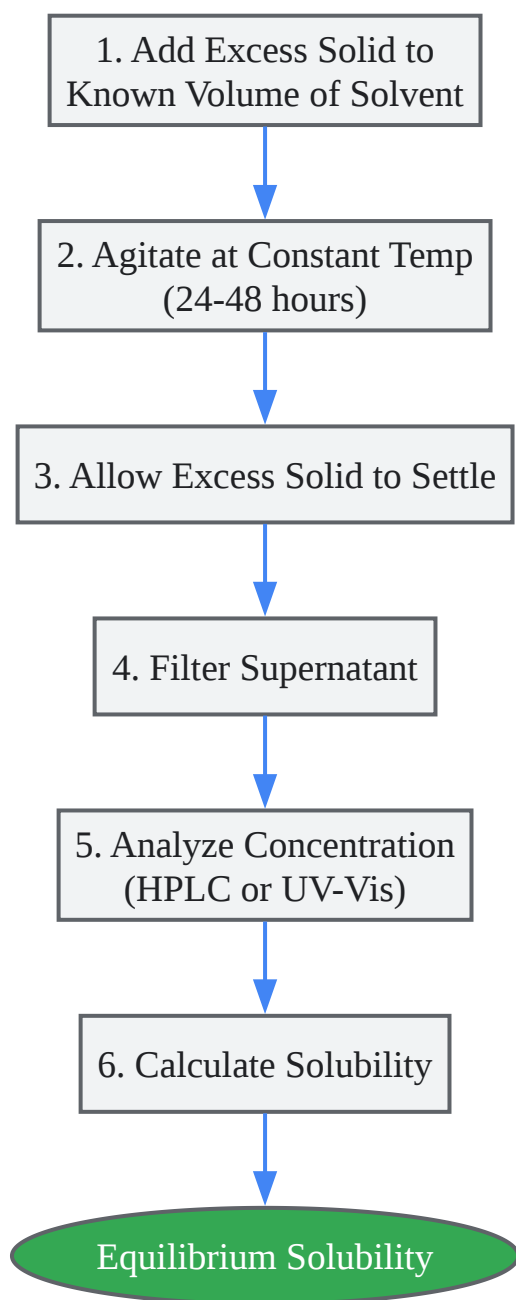 1. Add Excess Solid to
Known Volume of Solvent
2. Agitate at Constant Temp
(24-48 hours)
3. Allow Excess Solid to Settle
4. Filter Supernatant
5. Analyze Concentration
(HPLC or UV-Vis)
6. Calculate Solubility
Equilibrium Solubility